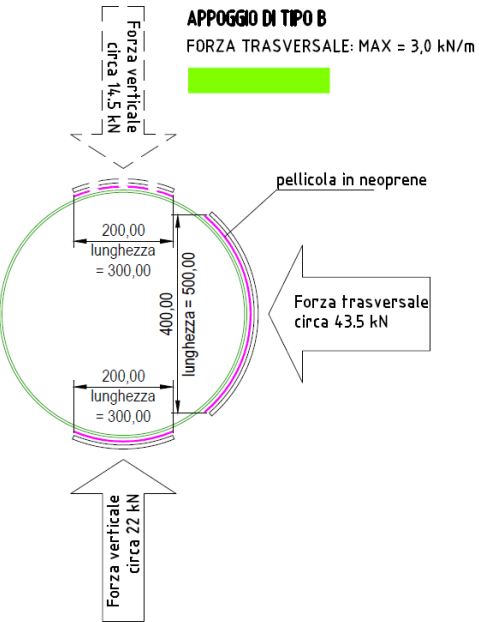 APPOGGIO DI TIPO B
FORZA TRASVERSALE: MAX = 3,0 kN/m
Forza verticale
circa 14.5 kN
pellicola in neoprene
200,00
lunghezza
= 300,00
400,00
lunghezza = 500,00
Forza trasversale
circa 43.5 kN
200,00
lunghezza
= 300,00
Forza verticale
circa 22 kN